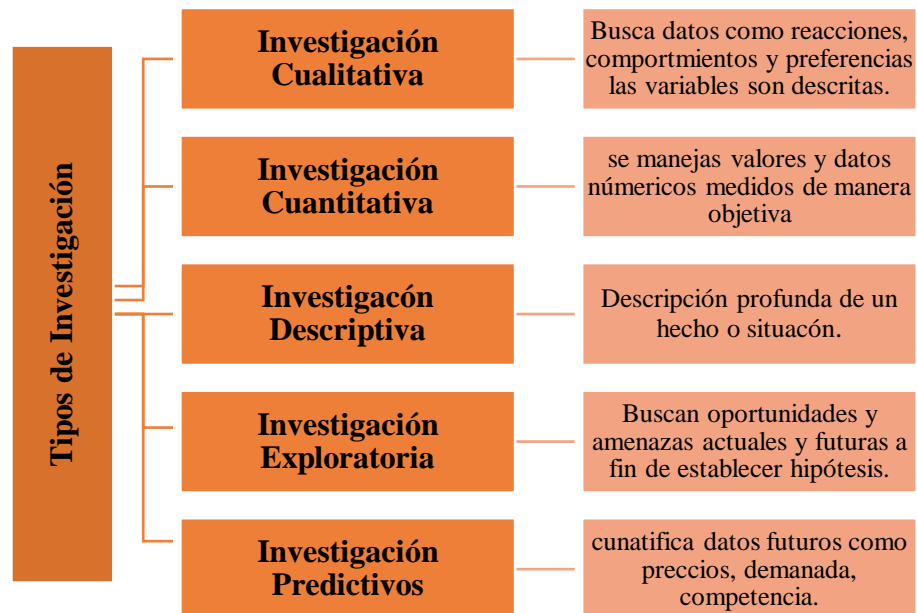 Tipos de Investigación
Investigación
Cualitativa
Busca datos como reacciones,
comportmientos y preferencias
las variables son descritas.
Investigación
Cuantitativa
se manejas valores y datos
númericos medidos de manera
objetiva
Investigacón
Descriptiva
Descripción profunda de un
hecho o situacón.
Investigación
Exploratoria
Buscan oportunidades y
amenazas actuales y futuras a
fin de establecer hipótesis.
Investigación
Predictivos
cunatifica datos futuros como
preccios, demanada,
competencia.